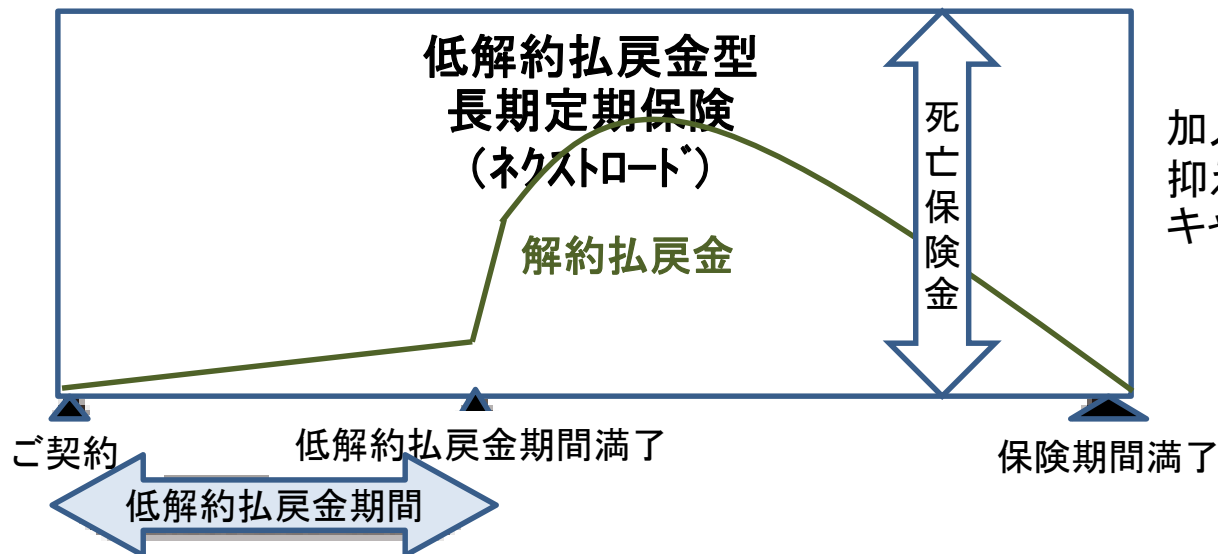 低解約払戻金型
長期定期保険
（ネクストロード）
解約払戻金
死亡保険金
加
抑
キ
ご契約
低解約払戻金期間満了
保険期間満了
低解約払戻金期間